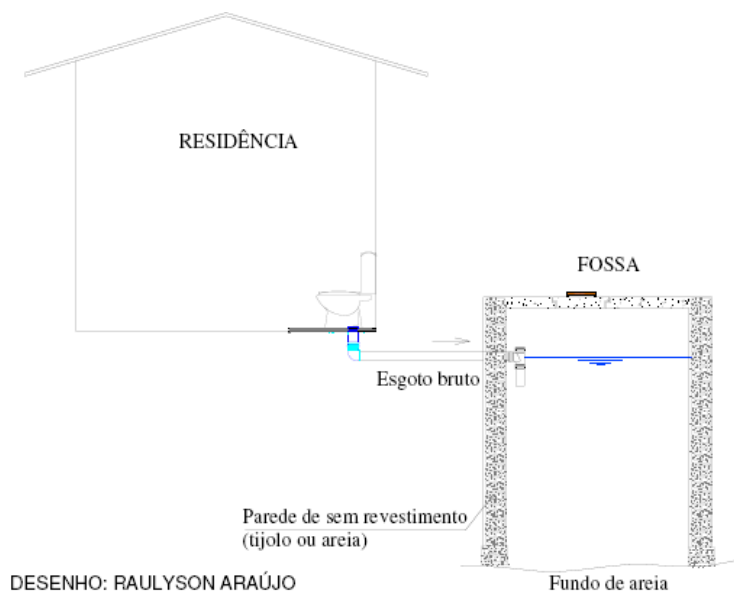 RESIDÊNCIA
FOSSA
Esgoto bruto
Parede de sem revestimento
(tijolo ou areia)
DESENHO: RAULYSON ARAÚJO
Fundo de areia